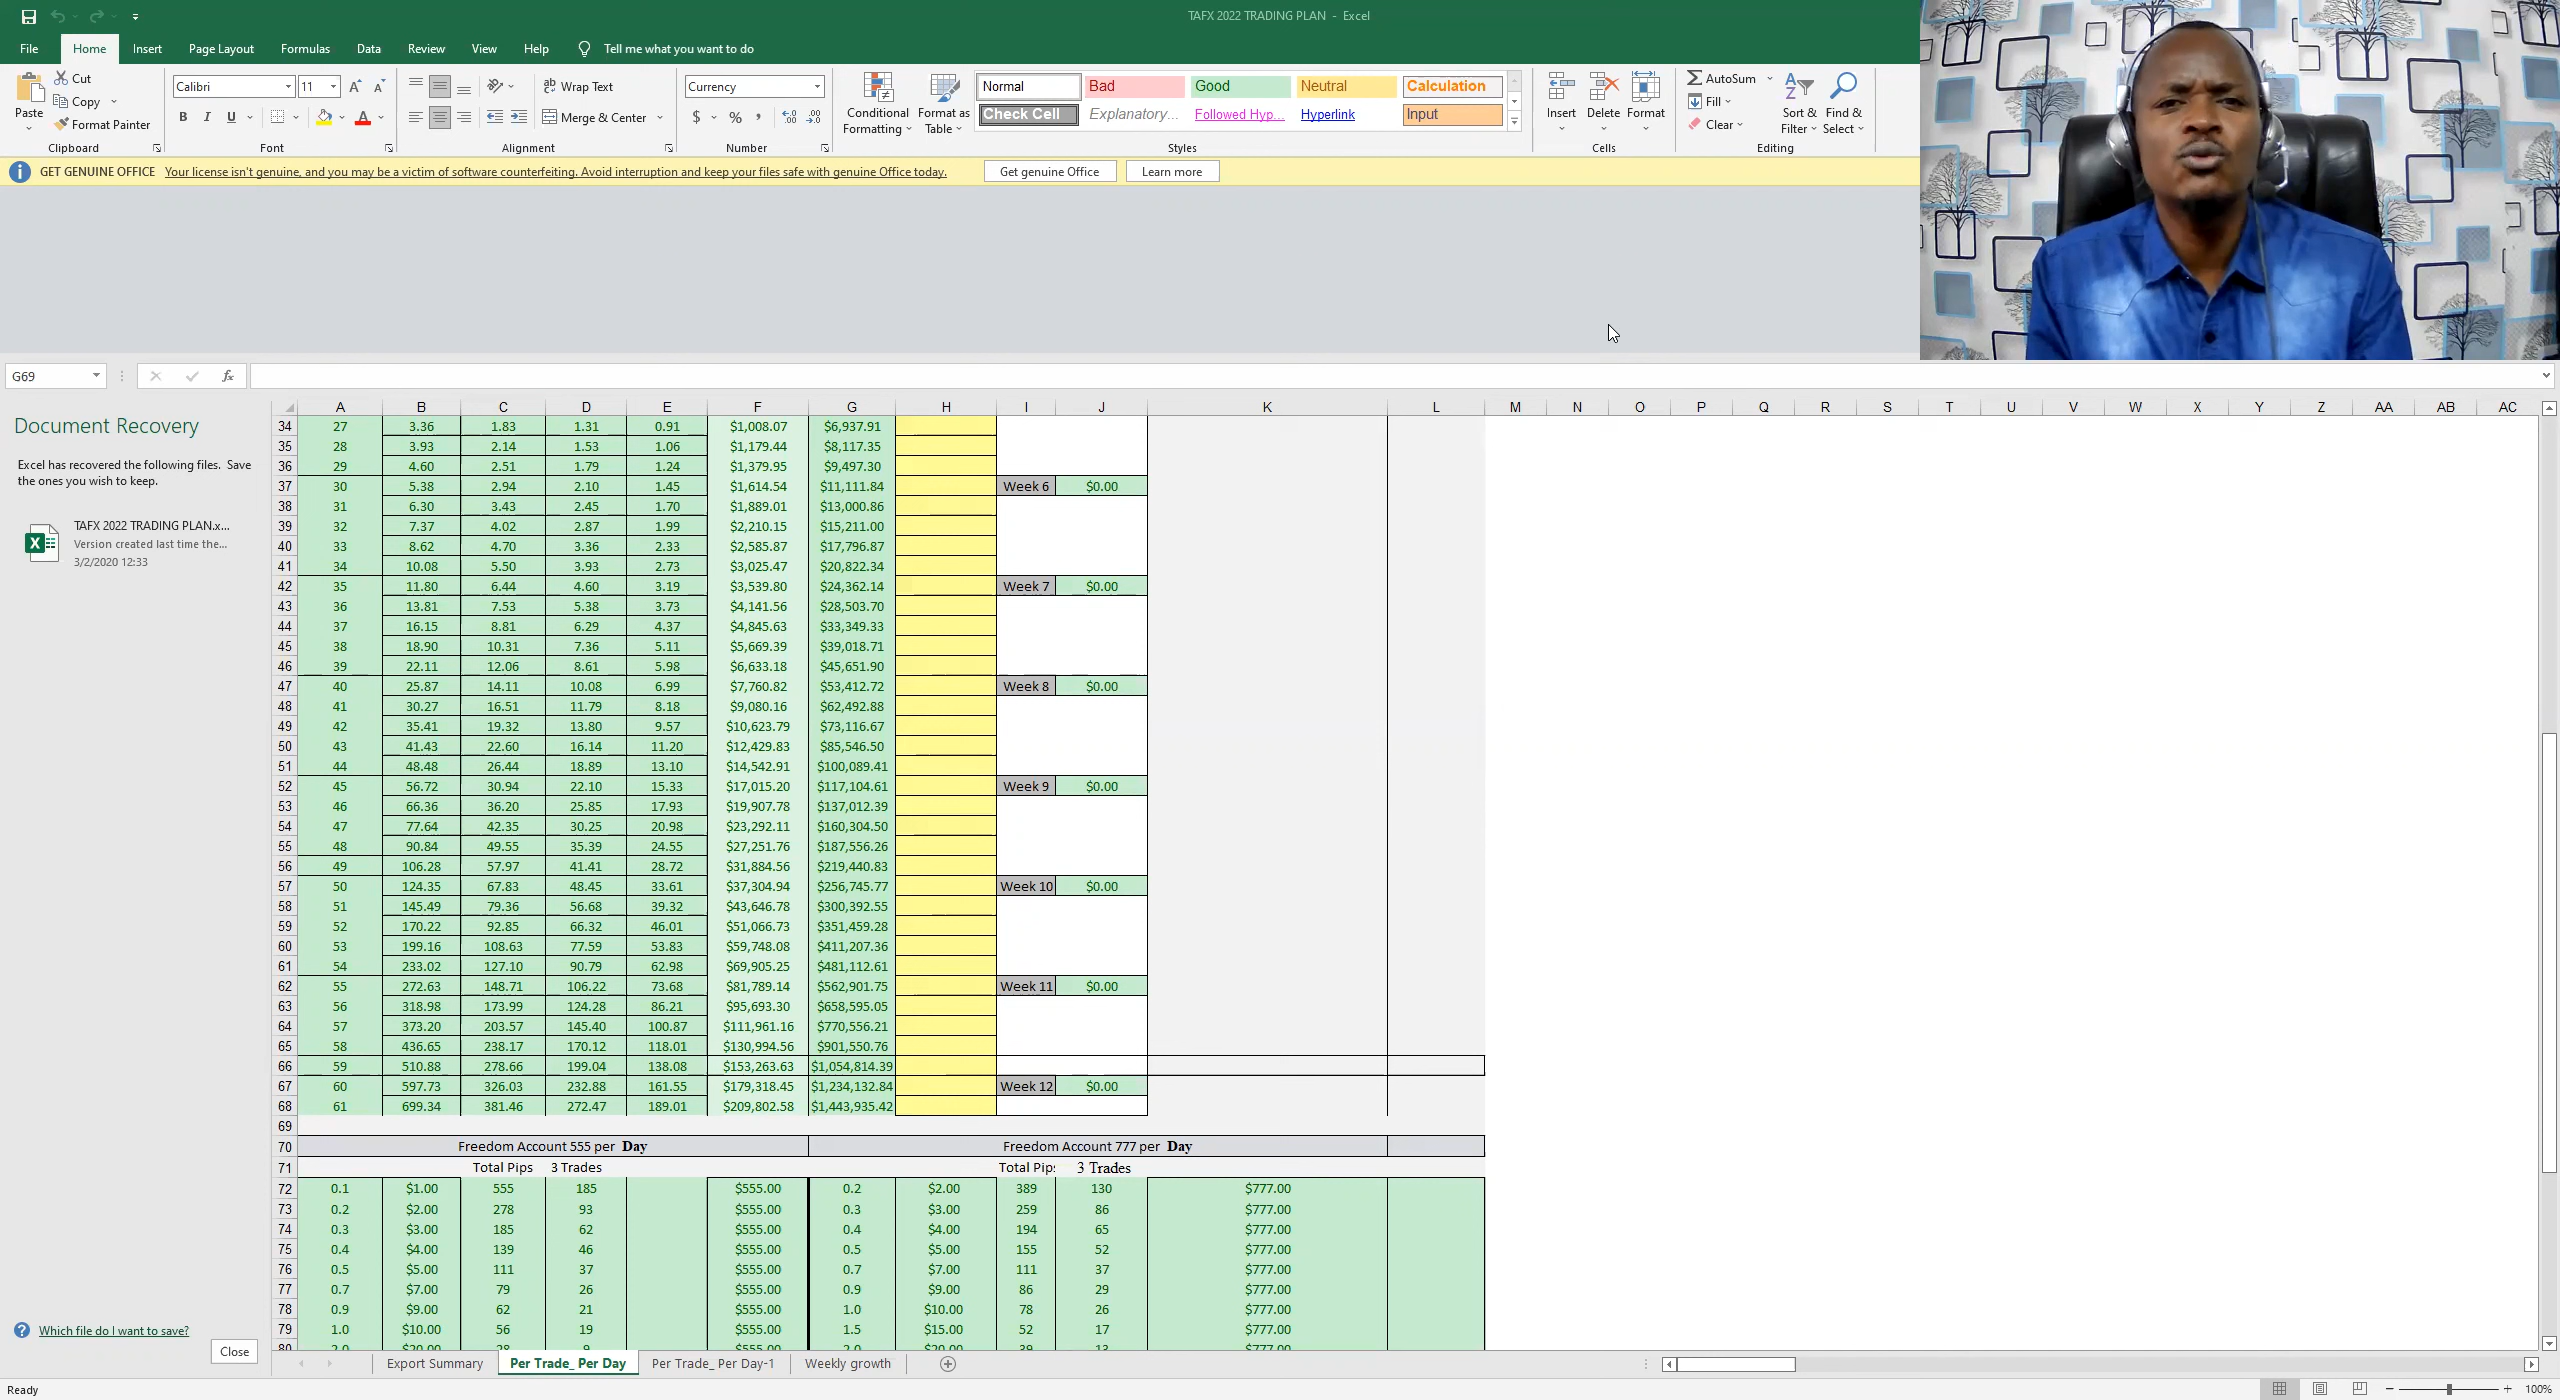 TAFX 2022 TRADING PLAN - Excel
File Home Insert Page Layout Formulas Data Review View Help Tell me what you want to do
Paste Cut Copy Format Painter Clipboard
Calibri 11 B I U A A A Font
Wrap Text Merge & Center Alignment
Currency $ % , Number
Conditional Formatting Format as Table
Normal Bad Good Neutral Calculation
Check Cell Explanatory... Followed Hyp... Hyperlink Input
Styles
Insert Delete Format Cells
AutoSum Fill Clear Sort & Filter Find & Select Editing
GET GENUINE OFFICE Your license isn't genuine, and you may be a victim of software counterfeiting. Avoid interruption and keep your files safe with genuine Office today. Get genuine Office Learn more
G69 fx
Document Recovery
Excel has recovered the following files. Save
the ones you wish to keep.
TAFX 2022 TRADING PLAN.x...
Version created last time the...
3/2/2020 12:33
Which file do I want to save?
Close
A B C D E F G H I J K L M N O P Q R S T U V W X Y Z AA AB AC
34 27 3.36 1.83 1.31 0.91 $1,008.07 $6,937.91
35 28 3.93 2.14 1.53 1.06 $1,179.44 $8,117.35
36 29 4.60 2.51 1.79 1.24 $1,379.95 $9,497.30
37 30 5.38 2.94 2.10 1.45 $1,614.54 $11,111.84 Week 6 $0.00
38 31 6.30 3.43 2.45 1.70 $1,889.01 $13,000.86
39 32 7.37 4.02 2.87 1.99 $2,210.15 $15,211.00
40 33 8.62 4.70 3.36 2.33 $2,585.87 $17,796.87
41 34 10.08 5.50 3.93 2.73 $3,025.47 $20,822.34
42 35 11.80 6.44 4.60 3.19 $3,539.80 $24,362.14 Week 7 $0.00
43 36 13.81 7.53 5.38 3.73 $4,141.56 $28,503.70
44 37 16.15 8.81 6.29 4.37 $4,845.63 $33,349.33
45 38 18.90 10.31 7.36 5.11 $5,669.39 $39,018.71
46 39 22.11 12.06 8.61 5.98 $6,633.18 $45,651.90
47 40 25.87 14.11 10.08 6.99 $7,760.82 $53,412.72 Week 8 $0.00
48 41 30.27 16.51 11.79 8.18 $9,080.16 $62,492.88
49 42 35.41 19.32 13.80 9.57 $10,623.79 $73,116.67
50 43 41.43 22.60 16.14 11.20 $12,429.83 $85,546.50
51 44 48.48 26.44 18.89 13.10 $14,542.91 $100,089.41
52 45 56.72 30.94 22.10 15.33 $17,015.20 $117,104.61 Week 9 $0.00
53 46 66.36 36.20 25.85 17.93 $19,907.78 $137,012.39
54 47 77.64 42.35 30.25 20.98 $23,292.11 $160,304.50
55 48 90.84 49.55 35.39 24.55 $27,251.76 $187,556.26
56 49 106.28 57.97 41.41 28.72 $31,884.56 $219,440.83
57 50 124.35 67.83 48.45 33.61 $37,304.94 $256,745.77 Week 10 $0.00
58 51 145.49 79.36 56.68 39.32 $43,646.78 $300,392.55
59 52 170.22 92.85 66.32 46.01 $51,066.73 $351,459.28
60 53 199.16 108.63 77.59 53.83 $59,748.08 $411,207.36
61 54 233.02 127.10 90.79 62.98 $69,905.25 $481,112.61
62 55 272.63 148.71 106.22 73.68 $81,789.14 $562,901.75 Week 11 $0.00
63 56 318.98 173.99 124.28 86.21 $95,693.30 $658,595.05
64 57 373.20 203.57 145.40 100.87 $111,961.16 $770,556.21
65 58 436.65 238.17 170.12 118.01 $130,994.56 $901,550.76
66 59 510.88 278.66 199.04 138.08 $153,263.63 $1,054,814.39
67 60 597.73 326.03 232.88 161.55 $179,318.45 $1,234,132.84 Week 12 $0.00
68 61 699.34 381.46 272.47 189.01 $209,802.58 $1,443,935.42
69
70 Freedom Account 555 per Day Freedom Account 777 per Day
71 Total Pips 3 Trades Total Pips 3 Trades
72 0.1 $1.00 555 185 $555.00 0.2 $2.00 389 130 $777.00
73 0.2 $2.00 278 93 $555.00 0.3 $3.00 259 86 $777.00
74 0.3 $3.00 185 62 $555.00 0.4 $4.00 194 65 $777.00
75 0.4 $4.00 139 46 $555.00 0.5 $5.00 155 52 $777.00
76 0.5 $5.00 111 37 $555.00 0.7 $7.00 111 37 $777.00
77 0.7 $7.00 79 26 $555.00 0.9 $9.00 86 29 $777.00
78 0.9 $9.00 62 21 $555.00 1.0 $10.00 78 26 $777.00
79 1.0 $10.00 56 19 $555.00 1.5 $15.00 52 17 $777.00
80 2.0 $20.00 28 9 $555.00 2.0 $20.00 39 13 $777.00
Export Summary Per Trade_ Per Day Per Trade_ Per Day-1 Weekly growth
Ready 100%